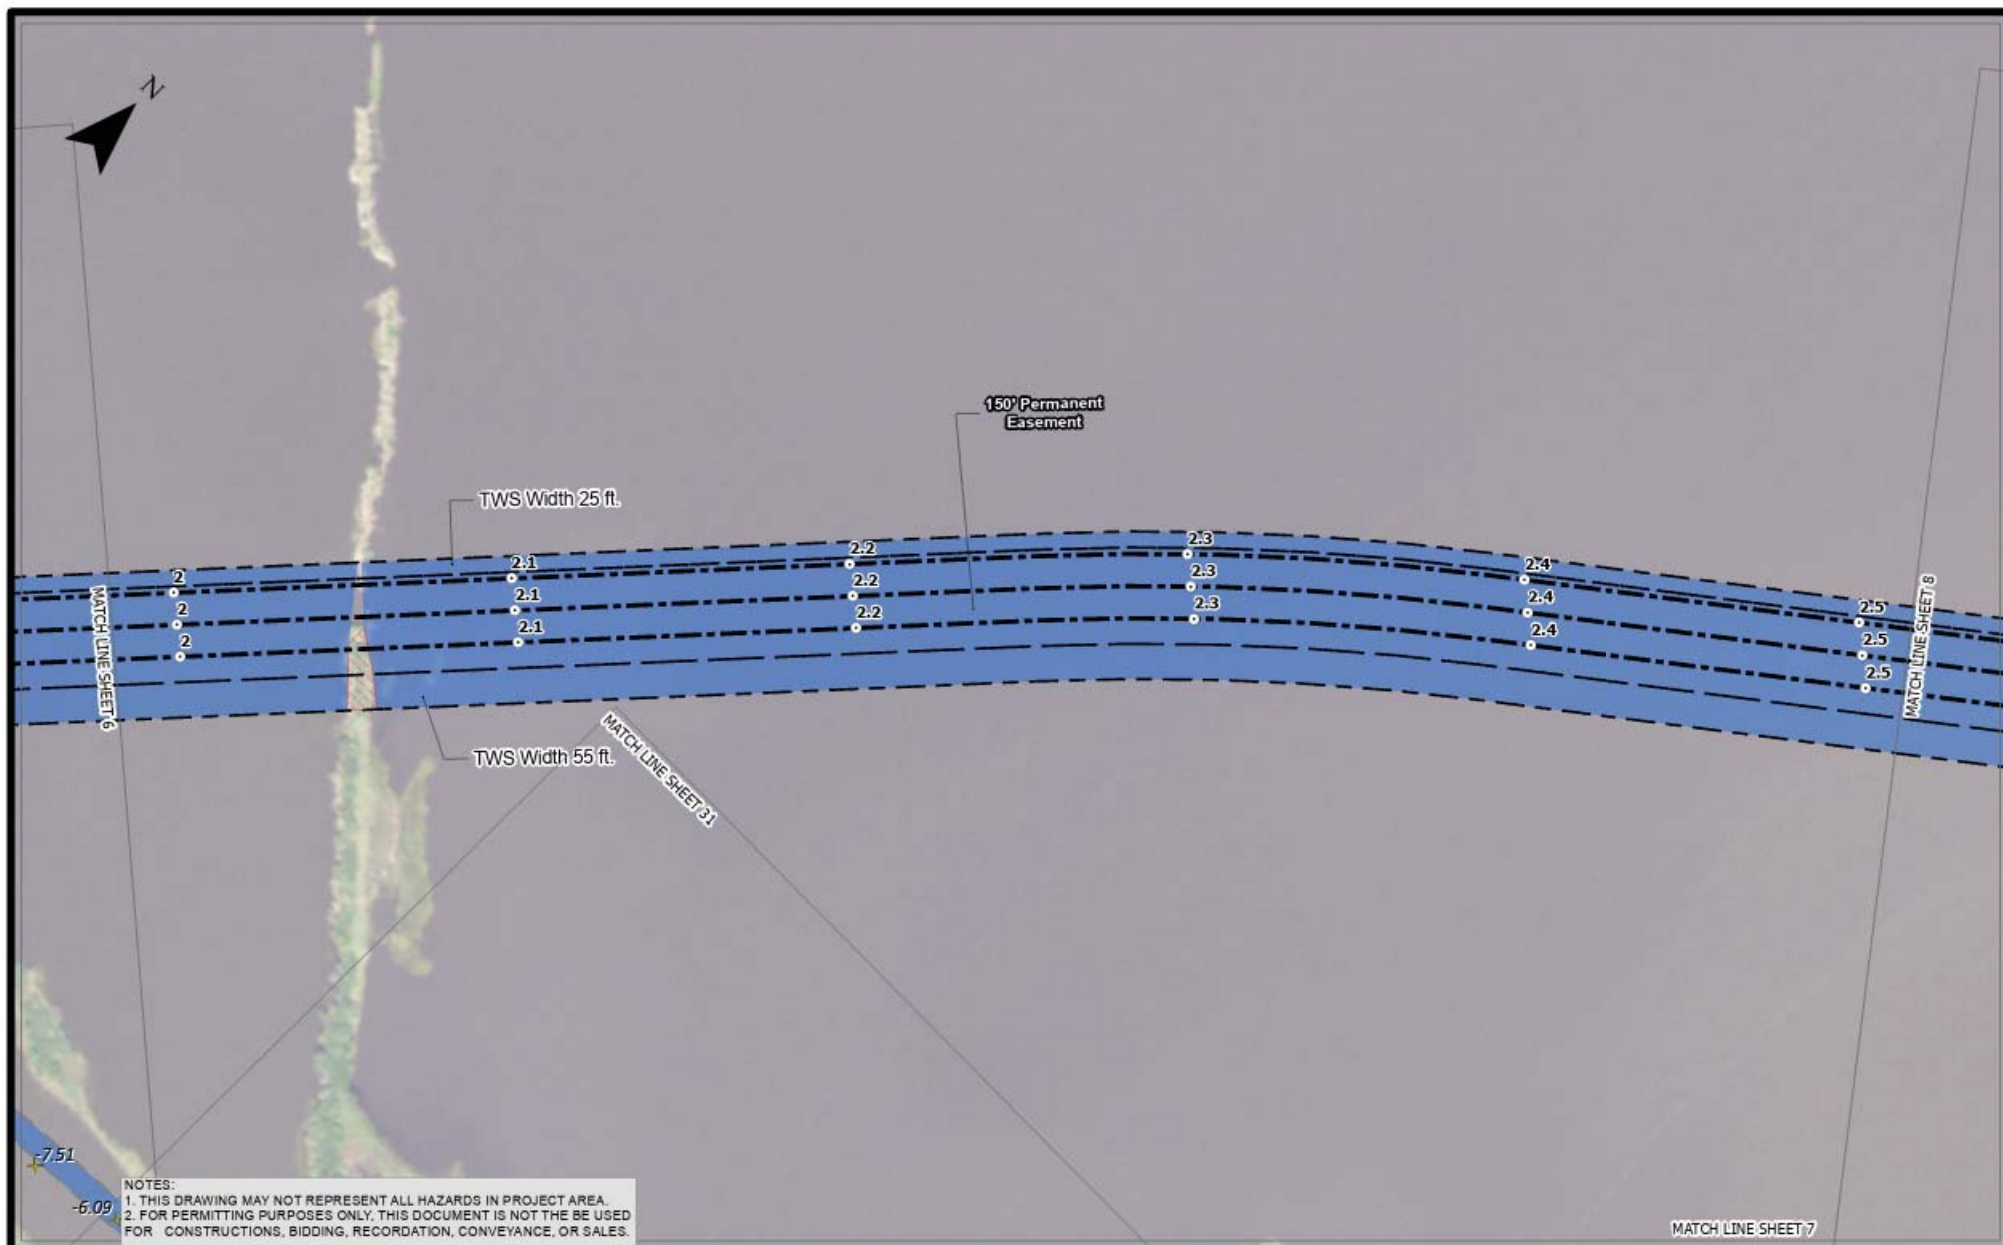 N
150' Permanent
Easement
TWS Width 25 ft.
2
2.1
2.2
2.3
2.4
2.5
2
2.1
2.2
2.3
2.4
2.5
2
2.1
2.2
2.3
2.4
2.5
MATCH LINE SHEET 6
MATCH LINE SHEET 8
TWS Width 55 ft.
MATCH LINE SHEET 31
-7.51
-6.09
NOTES:
1. THIS DRAWING MAY NOT REPRESENT ALL HAZARDS IN PROJECT AREA.
2. FOR PERMITTING PURPOSES ONLY, THIS DOCUMENT IS NOT THE BE USED
FOR CONSTRUCTIONS, BIDDING, RECORDATION, CONVEYANCE, OR SALES.
MATCH LINE SHEET 7